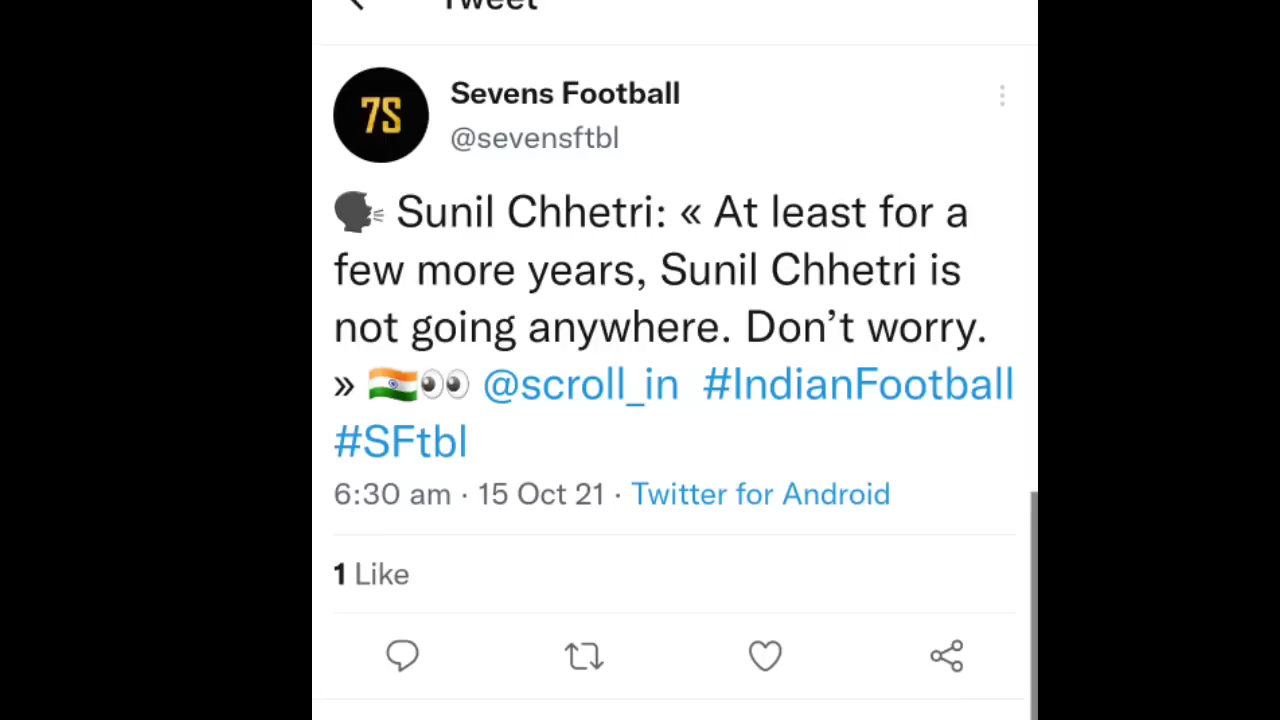 Tweet
7S
Sevens Football
@sevensftbl
🗣 Sunil Chhetri: « At least for a
few more years, Sunil Chhetri is
not going anywhere. Don’t worry.
» 🇮🇳👀 @scroll_in #IndianFootball
#SFtbl
6:30 am · 15 Oct 21 · Twitter for Android
1 Like